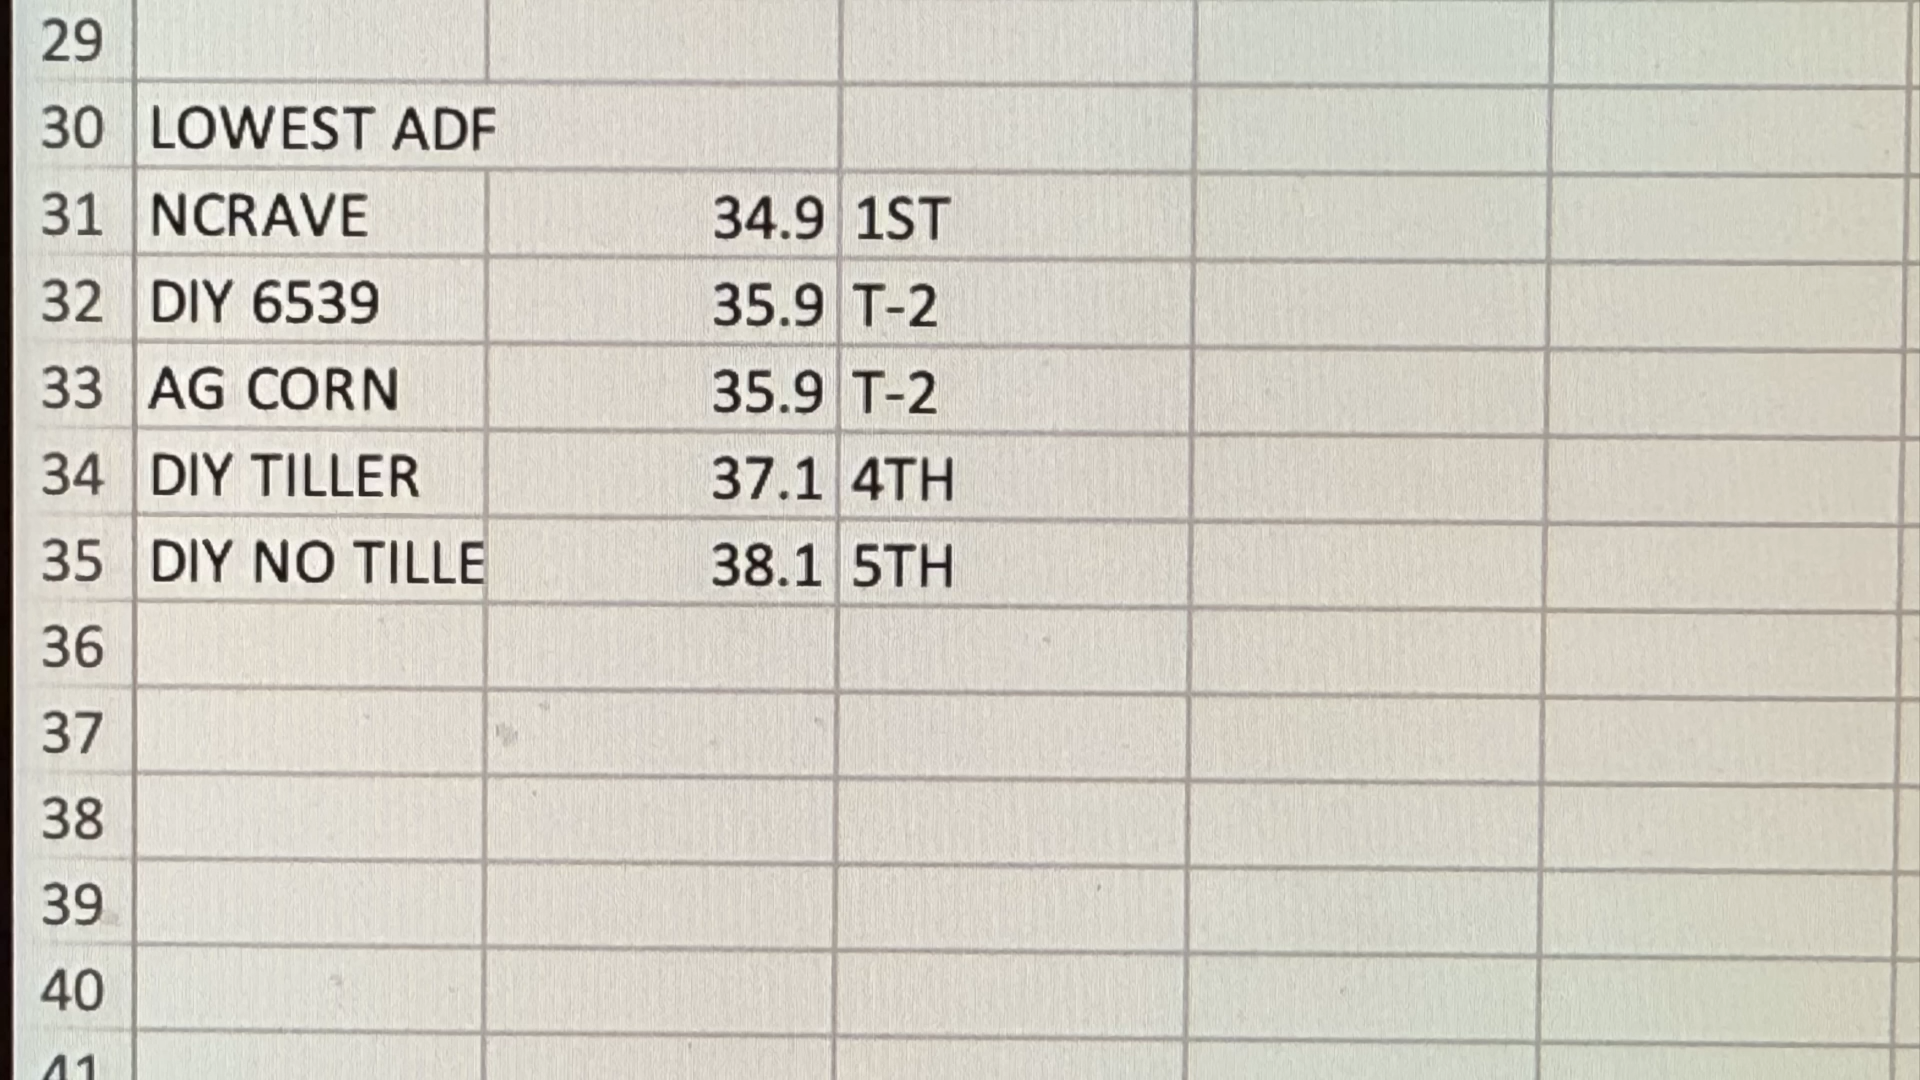 29
30 LOWEST ADF
31 NCRAVE 34.9 1ST
32 DIY 6539 35.9 T-2
33 AG CORN 35.9 T-2
34 DIY TILLER 37.1 4TH
35 DIY NO TILLE 38.1 5TH
36
37
38
39
40
41